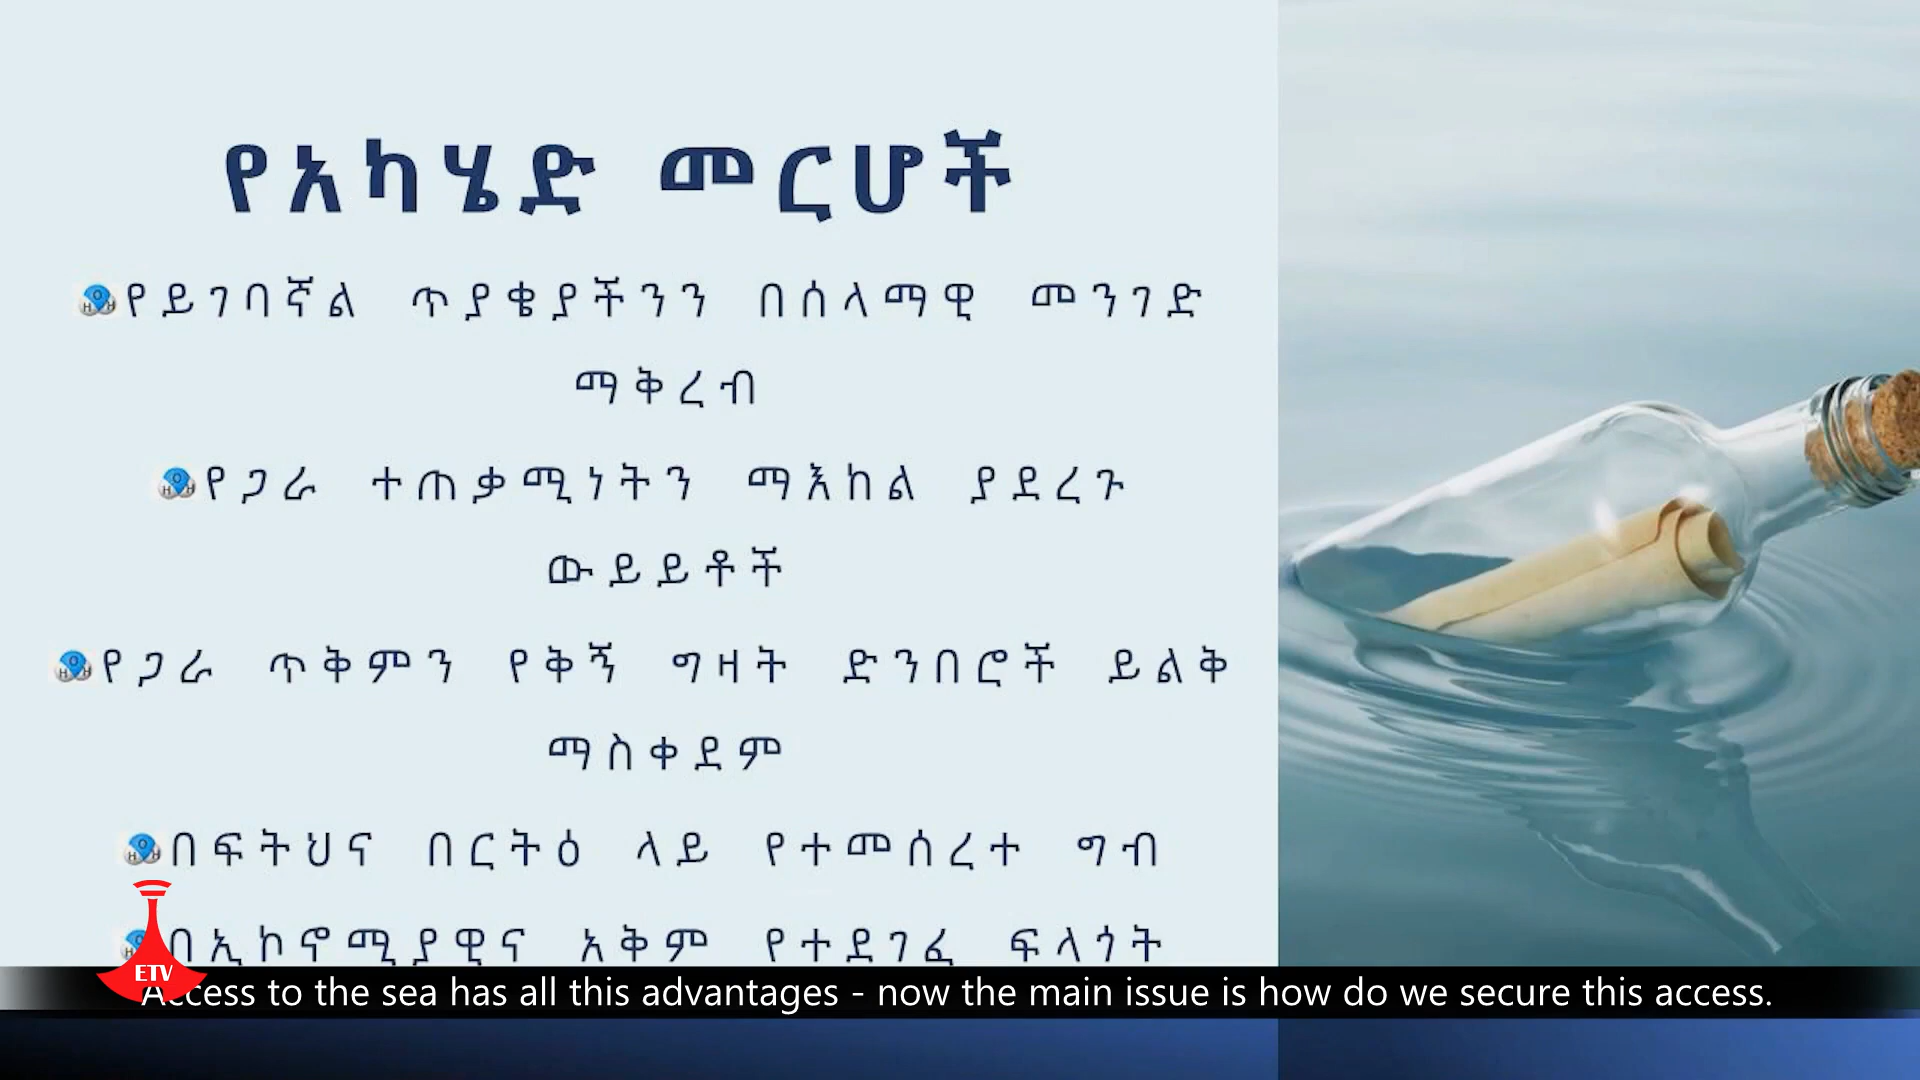 የአካሄድ መርሆች
የይገባኛል ጥያቄያችንን በሰላማዊ መንገድ
ማቅረብ
የጋራ ተጠቃሚነትን ማእከል ያደረጉ
ውይይቶች
የጋራ ጥቅምን የቅኝ ግዛት ድንበሮች ይልቅ
ማስቀደም
በፍትህና በርትዕ ላይ የተመሰረተ ግብ
በኢኮኖሚያዊና አቅም የተደገፈ ፍላጎት
ETV
Access to the sea has all this advantages - now the main issue is how do we secure this access.